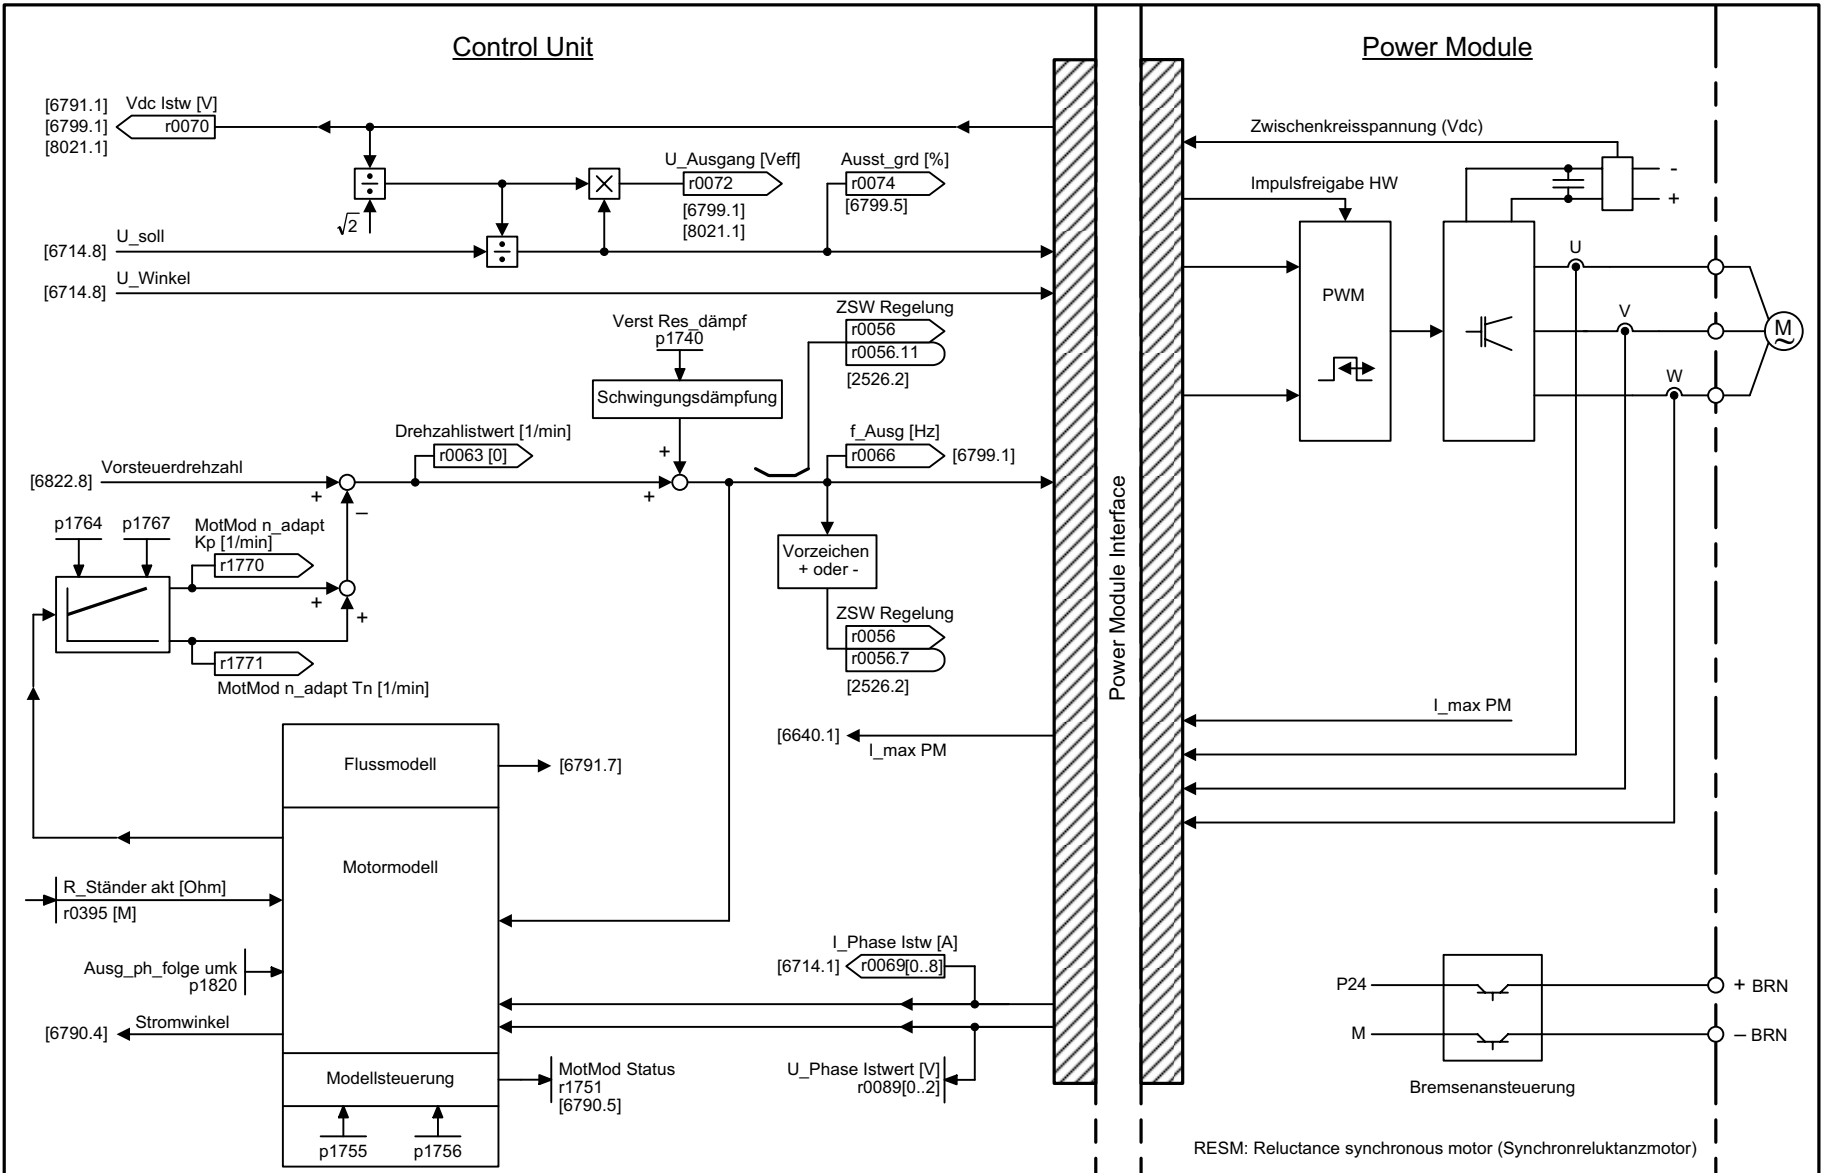 Control Unit
Power Module
[6791.1]
[6799.1]
[8021.1]
Vdc Istw [V]
r0070
÷
√2
×
U_Ausgang [Veff]
r0072
[6799.1]
[8021.1]
Ausst_grd [%]
r0074
[6799.5]
[6714.8]
U_soll
÷
[6714.8]
U_Winkel
Zwischenkreisspannung (Vdc)
-
+
Impulsfreigabe HW
PWM
U
V
W
M
~
ZSW Regelung
r0056
r0056.11
[2526.2]
Verst Res_dämpf
p1740
Schwingungsdämpfung
+
+
Drehzahlistwert [1/min]
r0063 [0]
f_Ausg [Hz]
r0066
[6799.1]
[6822.8]
Vorsteuerdrehzahl
+
–
p1764
p1767
MotMod n_adapt
Kp [1/min]
r1770
+
+
r1771
MotMod n_adapt Tn [1/min]
Vorzeichen
+ oder -
ZSW Regelung
r0056
r0056.7
[2526.2]
Power Module Interface
[6640.1]
I_max PM
I_max PM
Flussmodell
[6791.7]
Motormodell
R_Ständer akt [Ohm]
r0395 [M]
Ausg_ph_folge umk
p1820
[6790.4]
Stromwinkel
I_Phase Istw [A]
[6714.1]
r0069[0..8]
U_Phase Istwert [V]
r0089[0..2]
Modellsteuerung
MotMod Status
r1751
[6790.5]
p1755
p1756
P24
M
+ BRN
– BRN
Bremsenansteuerung
RESM: Reluctance synchronous motor (Synchronreluktanzmotor)